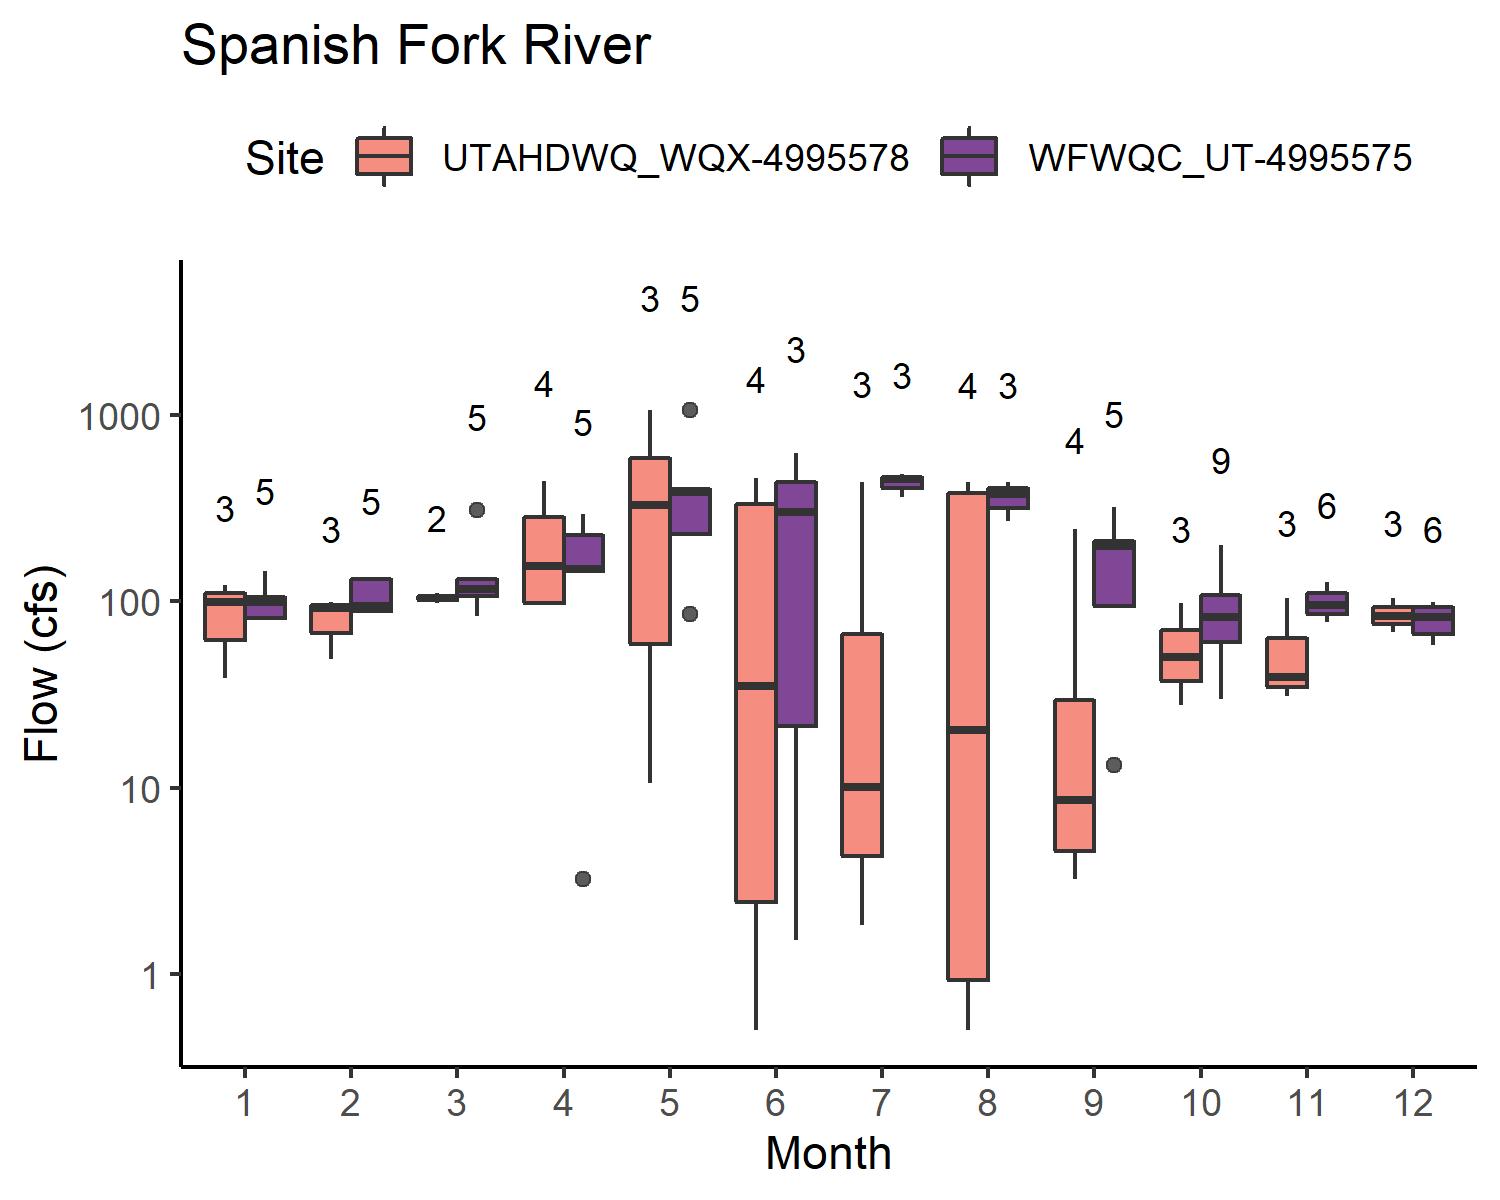 Spanish Fork River
Site UTAHDWQ_WQX-4995578 WFWQC_UT-4995575
3 5
3
4 3 3 4 3
4 5 5 5
4 9
3 5 3 5 2 3 3 6 3 6
1000
100
10
1
Flow (cfs)
1 2 3 4 5 6 7 8 9 10 11 12
Month